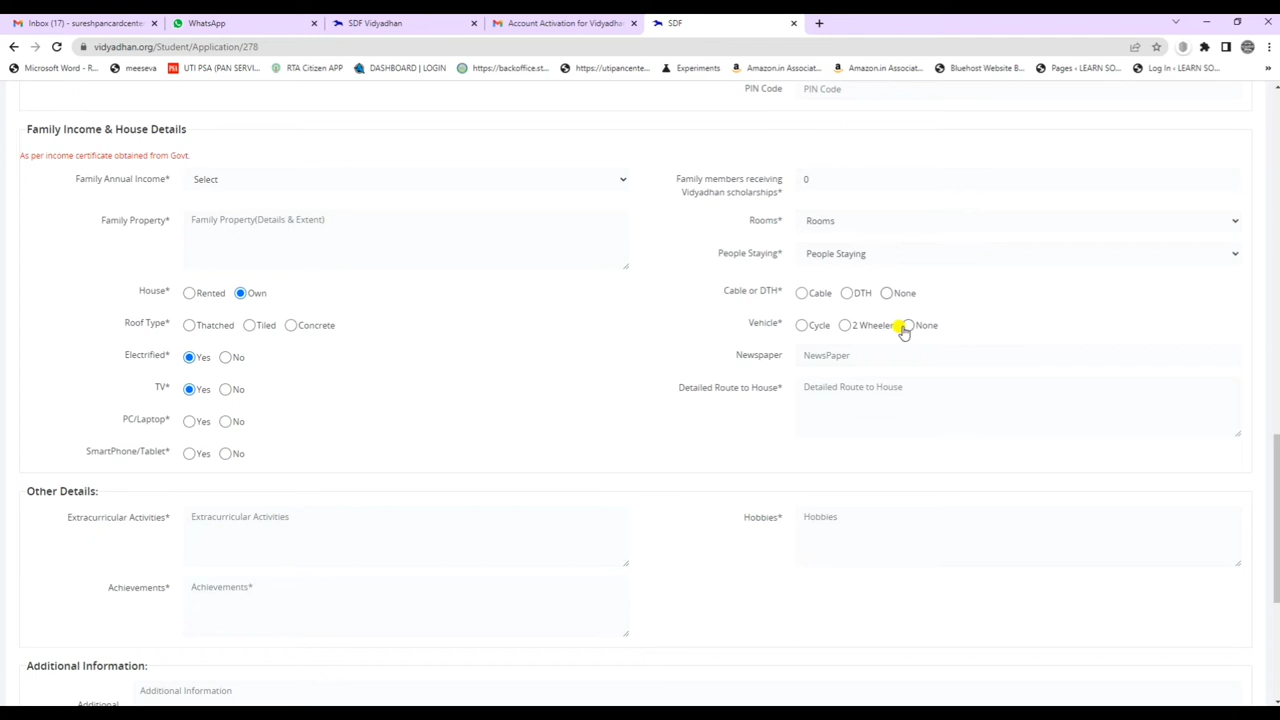 Inbox (17) - sureshpancardcente
WhatsApp
SDF Vidyadhan
Account Activation for Vidyadha
SDF
vidyadhan.org/Student/Application/278
Microsoft Word - R...
meeseva
UTI PSA (PAN SERVI...
RTA Citizen APP
DASHBOARD | LOGIN
https://backoffice.st...
https://utipancente...
Experiments
Amazon.in Associat...
Amazon.in Associat...
Bluehost Website B...
Pages ‹ LEARN SO...
Log In ‹ LEARN SO...
»
PIN Code
PIN Code
Family Income & House Details
As per income certificate obtained from Govt.
Family Annual Income*
Select
Family members receiving
Vidyadhan scholarships*
0
Family Property*
Family Property(Details & Extent)
Rooms*
Rooms
People Staying*
People Staying
House*
Rented
Own
Cable or DTH*
Cable
DTH
None
Roof Type*
Thatched
Tiled
Concrete
Vehicle*
Cycle
2 Wheeler
None
Electrified*
Yes
No
Newspaper
NewsPaper
TV*
Yes
No
Detailed Route to House*
Detailed Route to House
PC/Laptop*
Yes
No
SmartPhone/Tablet*
Yes
No
Other Details:
Extracurricular Activities*
Extracurricular Activities
Hobbies*
Hobbies
Achievements*
Achievements*
Additional Information:
Additional Information
Additional